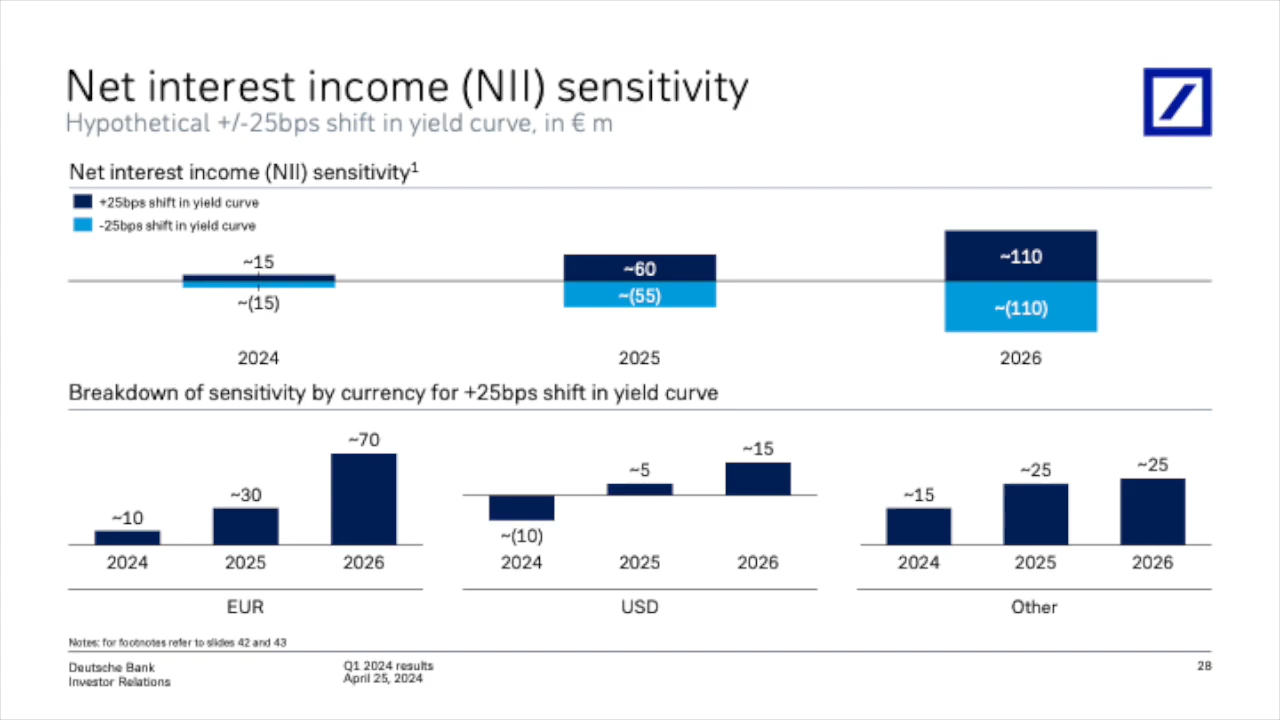 Net interest income (NII) sensitivity
Hypothetical +/-25bps shift in yield curve, in € m
Net interest income (NII) sensitivity¹
+25bps shift in yield curve
-25bps shift in yield curve
~15
~(15)
2024
~60
~(55)
2025
~110
~(110)
2026
Breakdown of sensitivity by currency for +25bps shift in yield curve
~10
~30
~70
2024 2025 2026
EUR
~(10)
~5
~15
2024 2025 2026
USD
~15
~25
~25
2024 2025 2026
Other
Notes: for footnotes refer to slides 42 and 43
Deutsche Bank
Investor Relations
Q1 2024 results
April 25, 2024
28